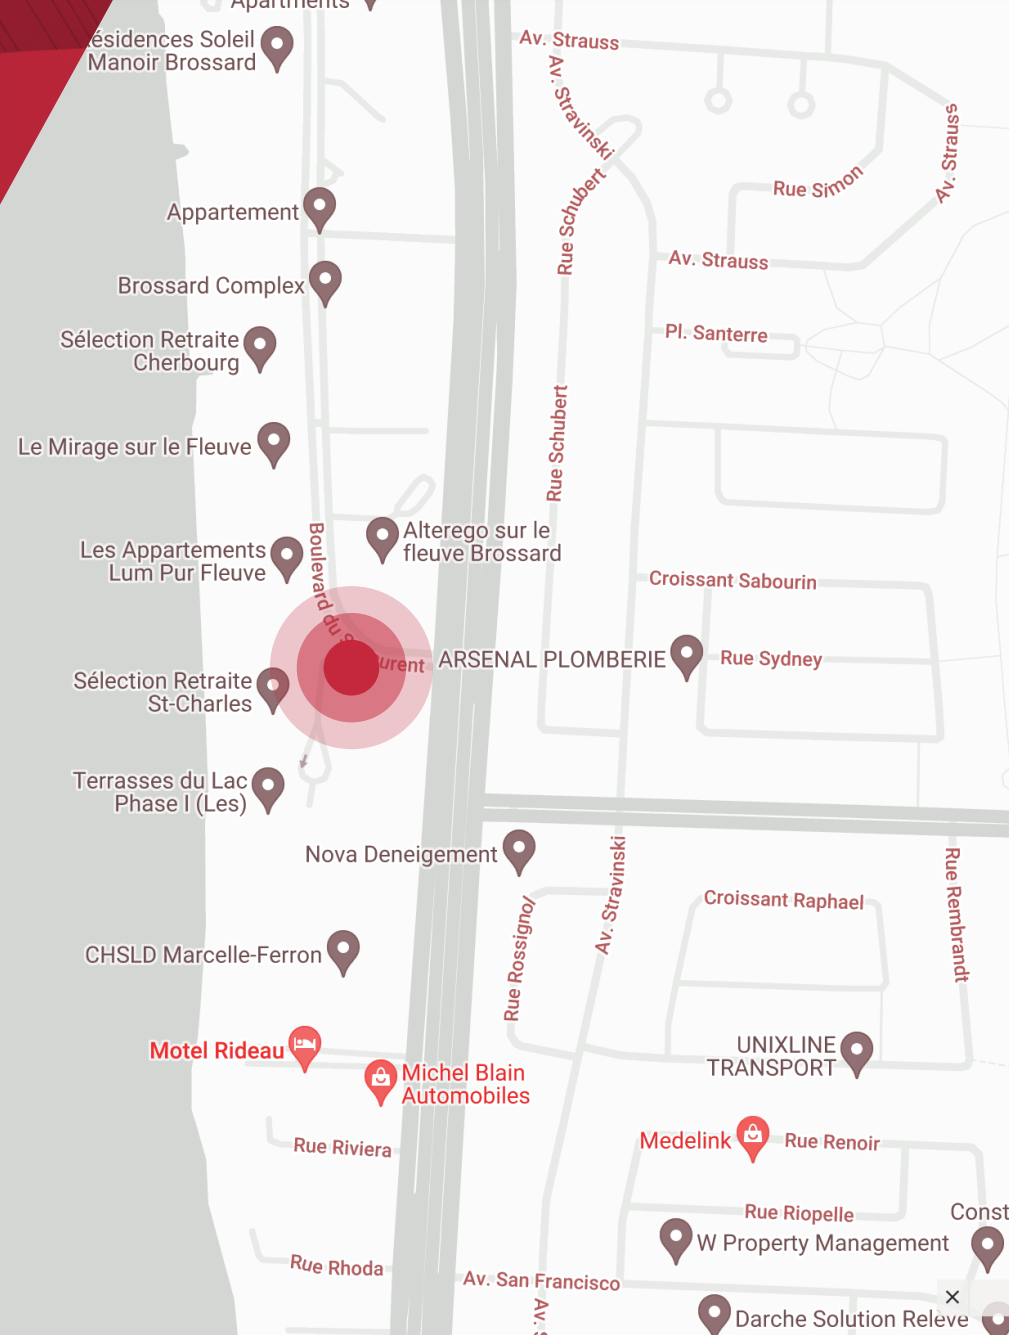 Apartments
Résidences Soleil
Manoir Brossard
Av. Strauss
Av. Stravinski
Av. Strauss
Rue Simon
Rue Schubert
Appartement
Av. Strauss
Brossard Complex
Pl. Santerre
Sélection Retraite
Cherbourg
Rue Schubert
Le Mirage sur le Fleuve
Alterego sur le
fleuve Brossard
Les Appartements
Lum Pur Fleuve
Boulevard du S
urent
Croissant Sabourin
ARSENAL PLOMBERIE
Rue Sydney
Sélection Retraite
St-Charles
Terrasses du Lac
Phase I (Les)
Nova Deneigement
Av. Stravinski
Rue Rossignol
Croissant Raphael
Rue Rembrandt
CHSLD Marcelle-Ferron
Motel Rideau
Michel Blain
Automobiles
UNIXLINE
TRANSPORT
Rue Riviera
Medelink
Rue Renoir
Rue Riopelle
Const
W Property Management
Rue Rhoda
Av. San Francisco
Av. S
Darche Solution Relève